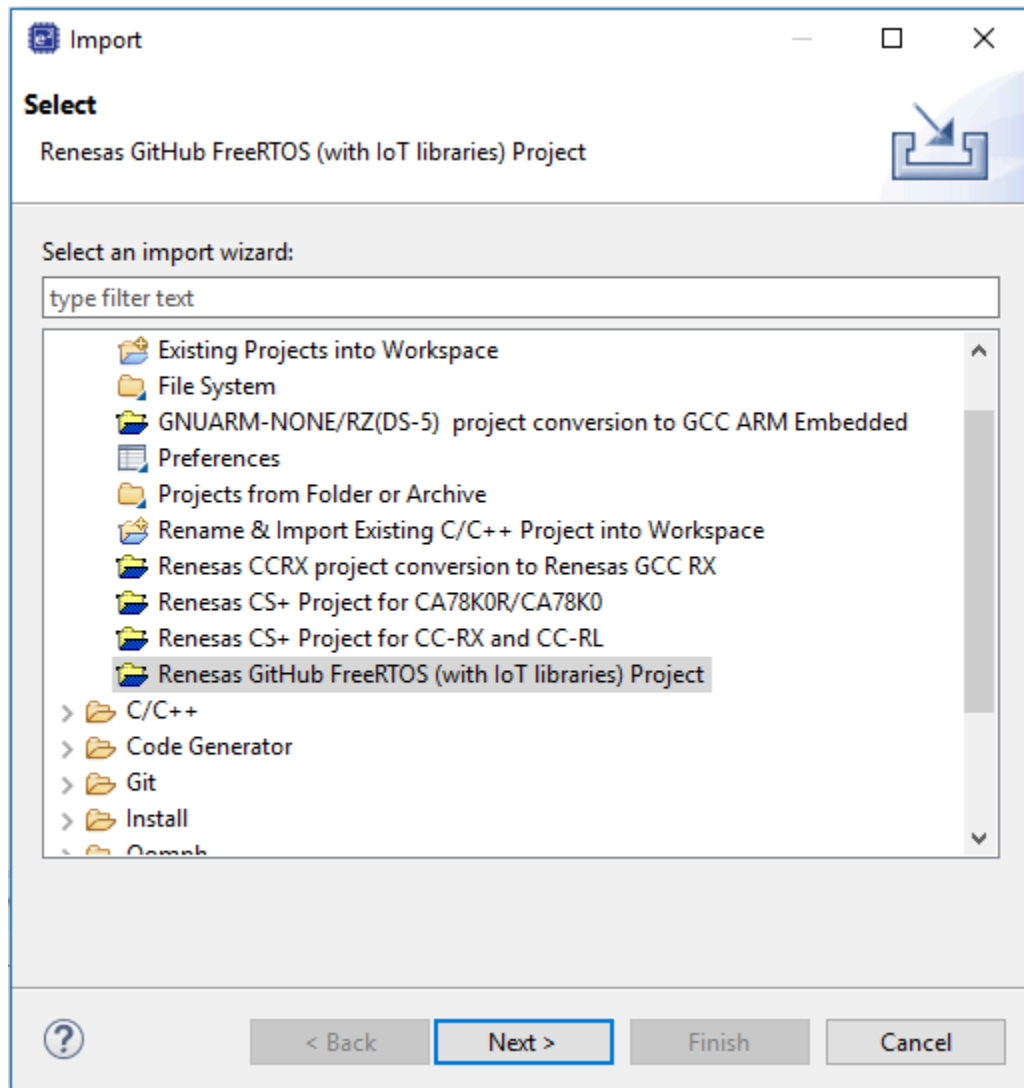 Import
Select
Renesas GitHub FreeRTOS (with IoT libraries) Project
Select an import wizard:
type filter text
Existing Projects into Workspace
File System
GNUARM-NONE/RZ(DS-5)  project conversion to GCC ARM Embedded
Preferences
Projects from Folder or Archive
Rename & Import Existing C/C++ Project into Workspace
Renesas CCRX project conversion to Renesas GCC RX
Renesas CS+ Project for CA78K0R/CA78K0
Renesas CS+ Project for CC-RX and CC-RL
Renesas GitHub FreeRTOS (with IoT libraries) Project
C/C++
Code Generator
Git
Install
Oomph
< Back Next > Finish Cancel